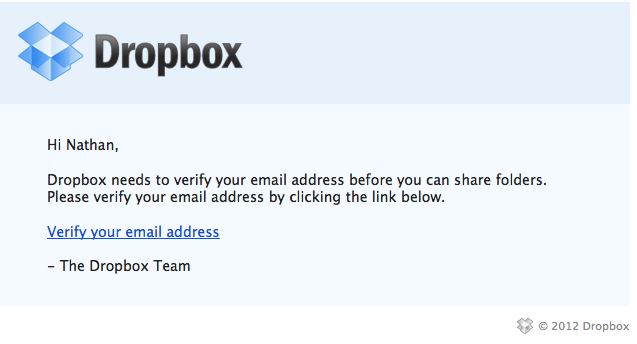 Dropbox
Hi Nathan,
Dropbox needs to verify your email address before you can share folders.
Please verify your email address by clicking the link below.
Verify your email address
– The Dropbox Team
© 2012 Dropbox